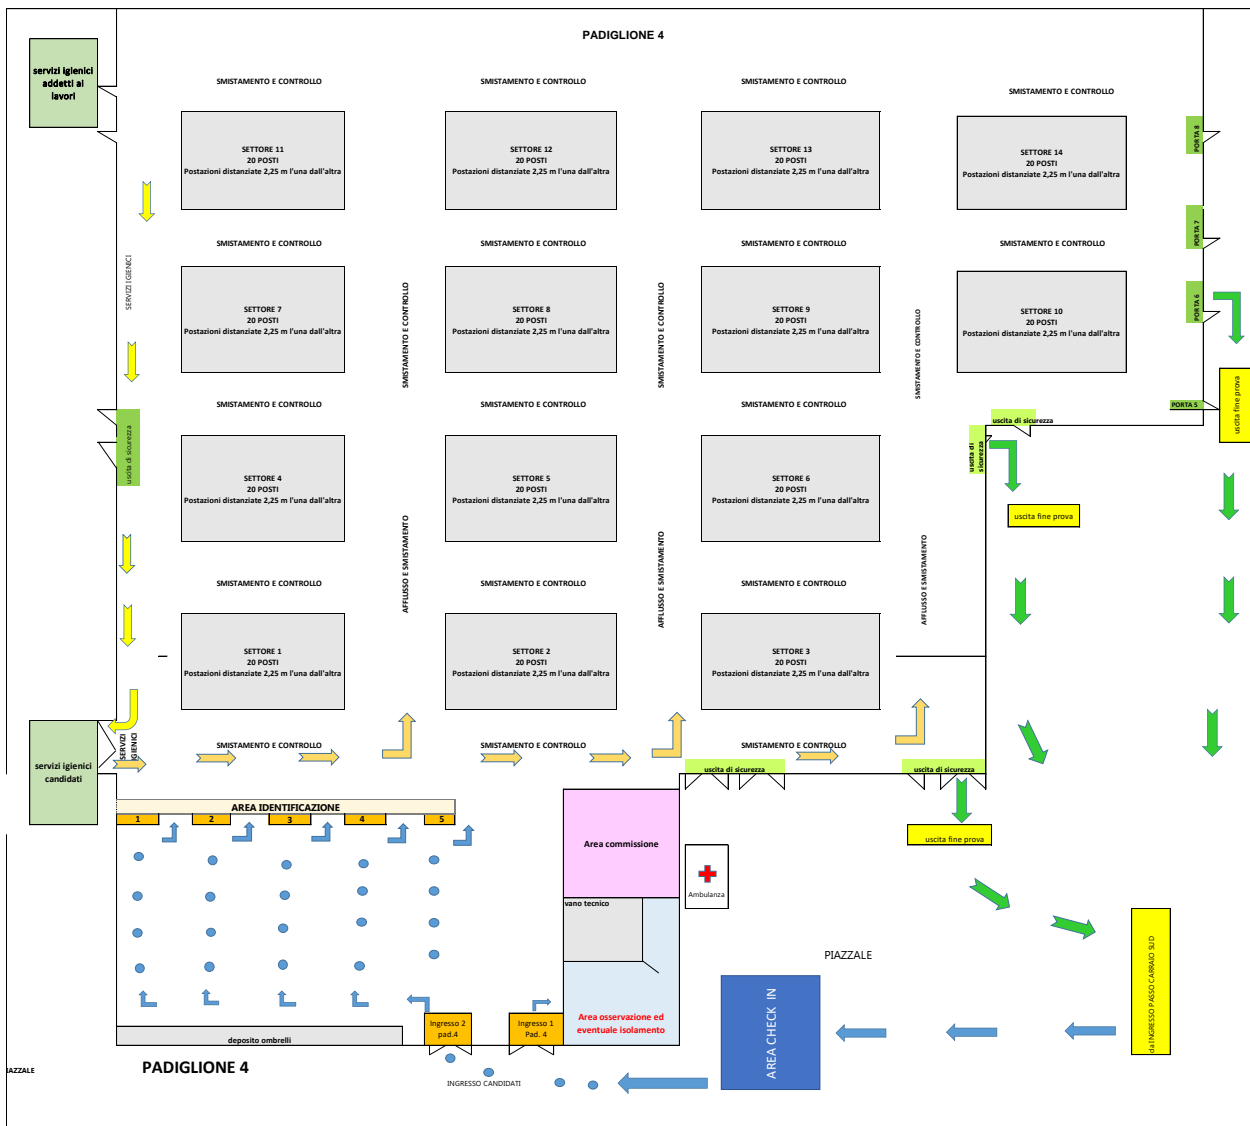 PADIGLIONE 4
servizi igienici
addetti ai
lavori
SMISTAMENTO E CONTROLLO
SMISTAMENTO E CONTROLLO
SMISTAMENTO E CONTROLLO
SMISTAMENTO E CONTROLLO
SETTORE 11
20 POSTI
Postazioni distanziate 2,25 m l'una dall'altra
SETTORE 12
20 POSTI
Postazioni distanziate 2,25 m l'una dall'altra
SETTORE 13
20 POSTI
Postazioni distanziate 2,25 m l'una dall'altra
SETTORE 14
20 POSTI
Postazioni distanziate 2,25 m l'una dall'altra
PORTA 8
PORTA 7
PORTA 6
SMISTAMENTO E CONTROLLO
SMISTAMENTO E CONTROLLO
SMISTAMENTO E CONTROLLO
SMISTAMENTO E CONTROLLO
SERVIZI IGIENICI
SETTORE 7
20 POSTI
Postazioni distanziate 2,25 m l'una dall'altra
SMISTAMENTO E CONTROLLO
SETTORE 8
20 POSTI
Postazioni distanziate 2,25 m l'una dall'altra
SMISTAMENTO E CONTROLLO
SETTORE 9
20 POSTI
Postazioni distanziate 2,25 m l'una dall'altra
SMISTAMENTO E CONTROLLO
SETTORE 10
20 POSTI
Postazioni distanziate 2,25 m l'una dall'altra
SMISTAMENTO E CONTROLLO
SMISTAMENTO E CONTROLLO
SMISTAMENTO E CONTROLLO
PORTA 5
uscita fine prova
uscita di sicurezza
uscita di sicurezza
uscita di
sicurezza
SETTORE 4
20 POSTI
Postazioni distanziate 2,25 m l'una dall'altra
SETTORE 5
20 POSTI
Postazioni distanziate 2,25 m l'una dall'altra
SETTORE 6
20 POSTI
Postazioni distanziate 2,25 m l'una dall'altra
uscita fine prova
AFFLUSSO E SMISTAMENTO
AFFLUSSO E SMISTAMENTO
AFFLUSSO E SMISTAMENTO
SMISTAMENTO E CONTROLLO
SMISTAMENTO E CONTROLLO
SMISTAMENTO E CONTROLLO
SETTORE 1
20 POSTI
Postazioni distanziate 2,25 m l'una dall'altra
SETTORE 2
20 POSTI
Postazioni distanziate 2,25 m l'una dall'altra
SETTORE 3
20 POSTI
Postazioni distanziate 2,25 m l'una dall'altra
servizi igienici
candidati
SERVIZI
IGIENICI
SMISTAMENTO E CONTROLLO
SMISTAMENTO E CONTROLLO
SMISTAMENTO E CONTROLLO
uscita di sicurezza
uscita di sicurezza
AREA IDENTIFICAZIONE
1
2
3
4
5
Area commissione
uscita fine prova
Ambulanza
vano tecnico
PIAZZALE
da INGRESSO PASSO CARRAIO SUD
AREA CHECK IN
Area osservazione ed
eventuale isolamento
Ingresso 2
pad.4
Ingresso 1
Pad. 4
deposito ombrelli
PADIGLIONE 4
IAZZALE
INGRESSO CANDIDATI